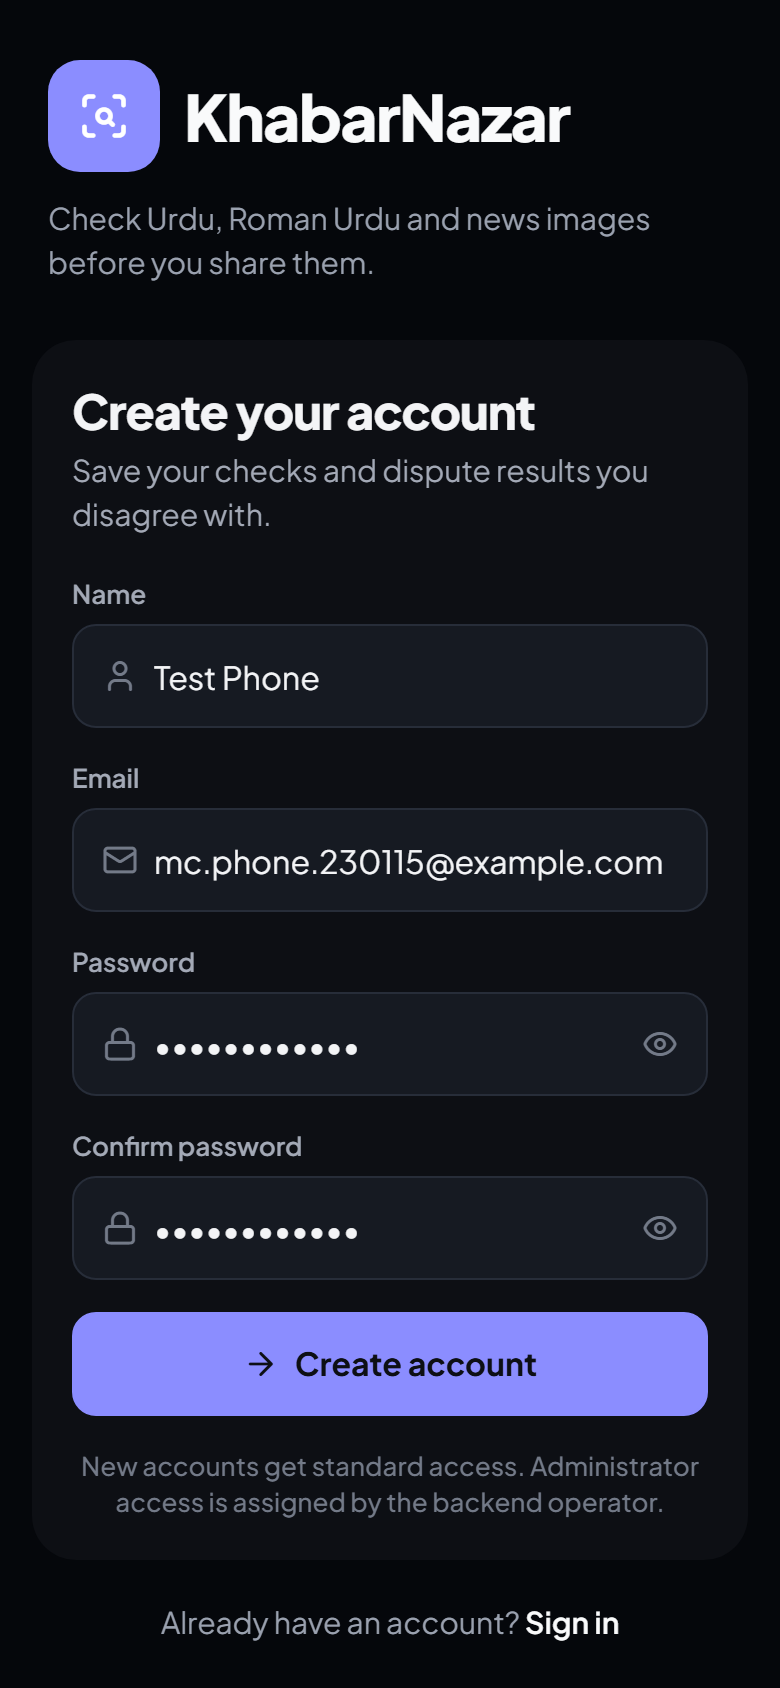 KhabarNazar
Check Urdu, Roman Urdu and news images
before you share them.
Create your account
Save your checks and dispute results you
disagree with.
Name
Test Phone
Email
mc.phone.230115@example.com
Password
••••••••••••
Confirm password
••••••••••••
Create account
New accounts get standard access. Administrator
access is assigned by the backend operator.
Already have an account? Sign in